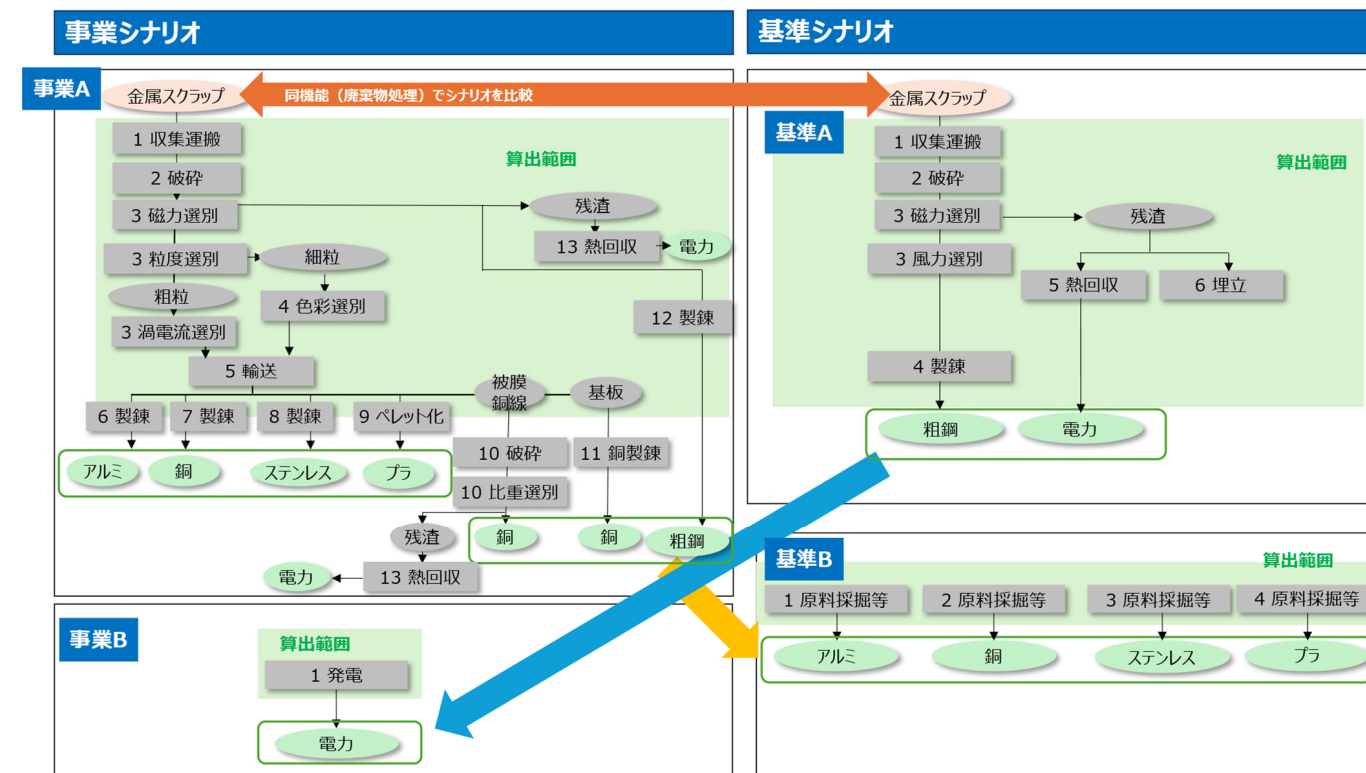 事業シナリオ
事業A
金属スクラップ
同機能（廃棄物処理）でシナリオを比較
算出範囲
1 収集運搬
2 破砕
3 磁力選別
残渣
13 熱回収
電力
3 粒度選別
細粒
粗粒
4 色彩選別
3 渦電流選別
12 製錬
5 輸送
被膜
銅線
基板
6 製錬
7 製錬
8 製錬
9 ペレット化
10 破砕
11 銅製錬
アルミ
銅
ステンレス
プラ
10 比重選別
残渣
銅
銅
粗鋼
電力
13 熱回収
事業B
算出範囲
1 発電
電力
基準シナリオ
金属スクラップ
基準A
算出範囲
1 収集運搬
2 破砕
3 磁力選別
残渣
3 風力選別
5 熱回収
6 埋立
4 製錬
粗鋼
電力
基準B
算出範囲
1 原料採掘等
2 原料採掘等
3 原料採掘等
4 原料採掘等
アルミ
銅
ステンレス
プラ